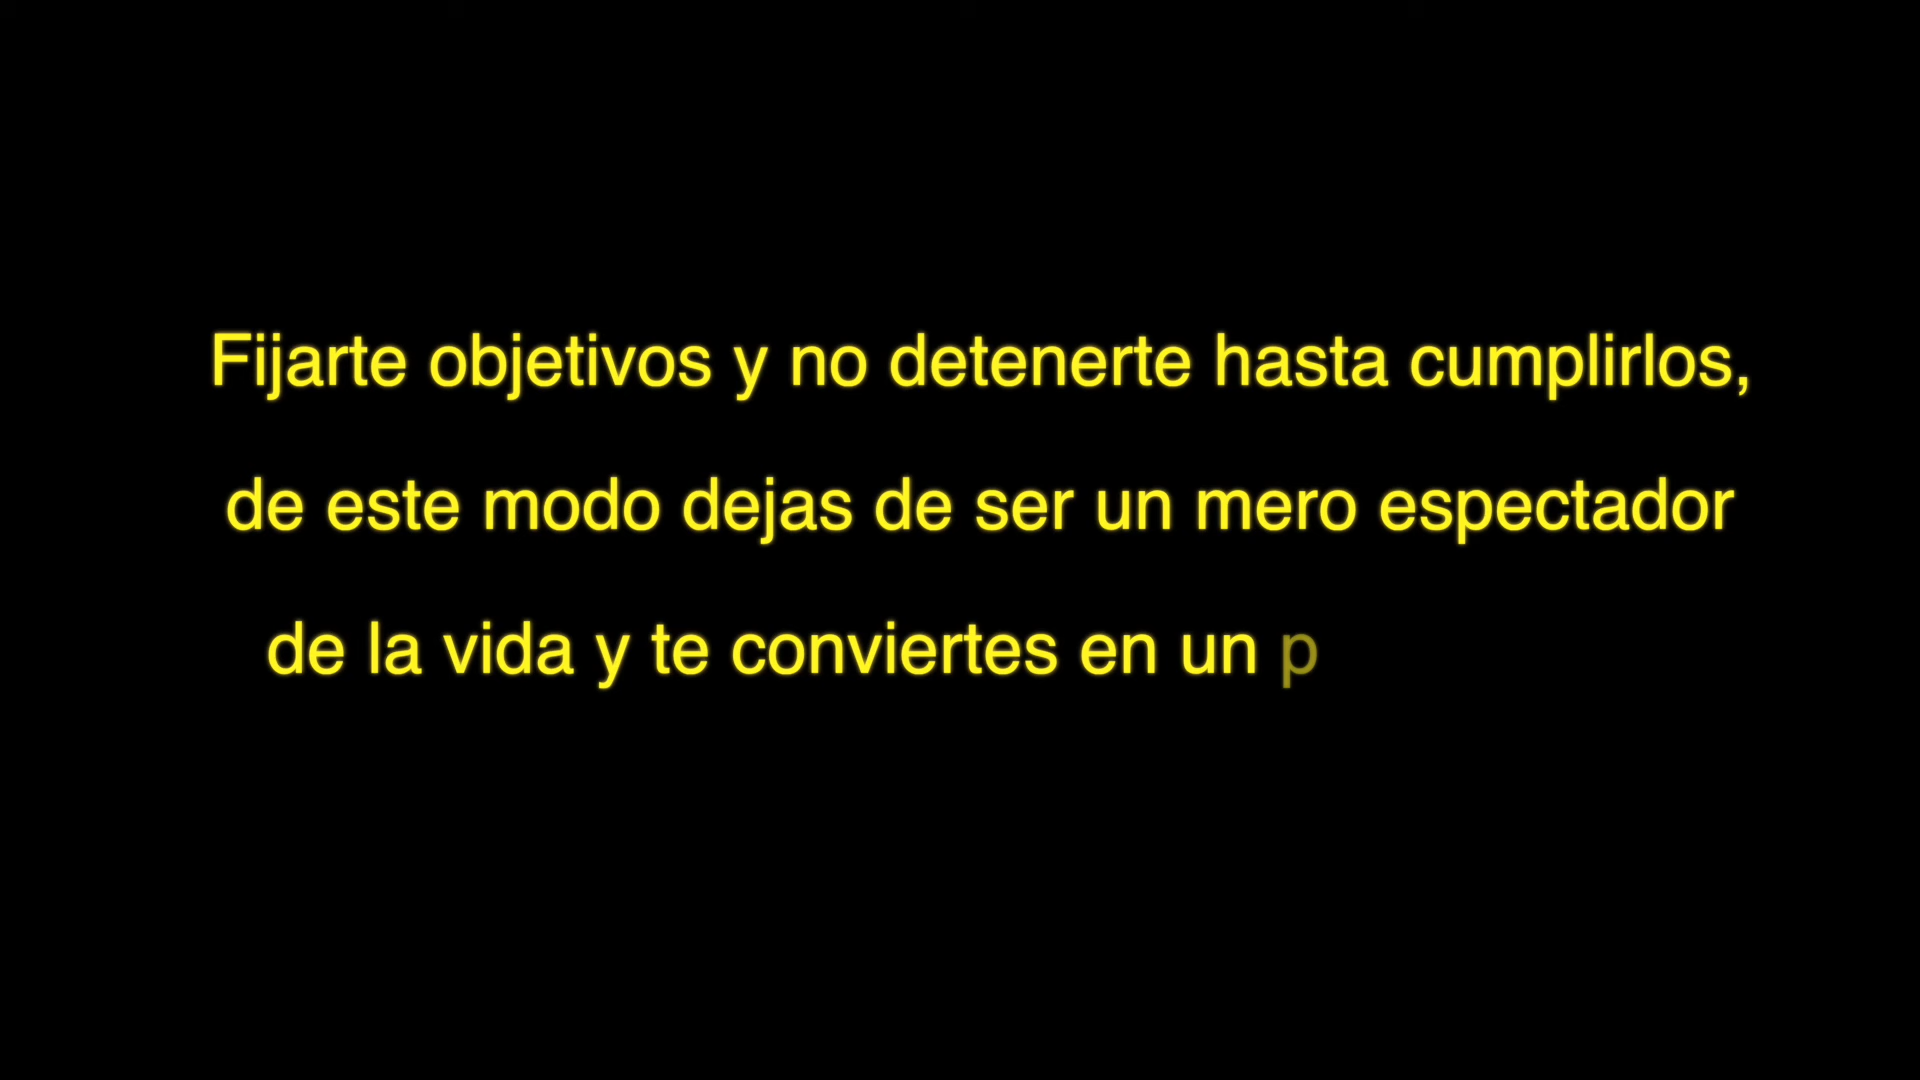 Fijarte objetivos y no detenerte hasta cumplirlos,
de este modo dejas de ser un mero espectador
de la vida y te conviertes en un p